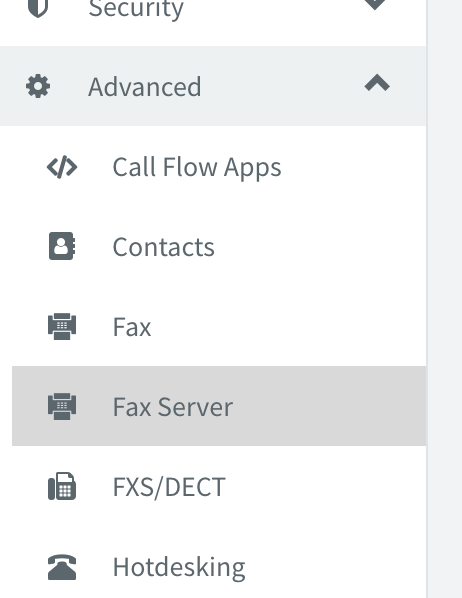 Security
Advanced
Call Flow Apps
Contacts
Fax
Fax Server
FXS/DECT
Hotdesking